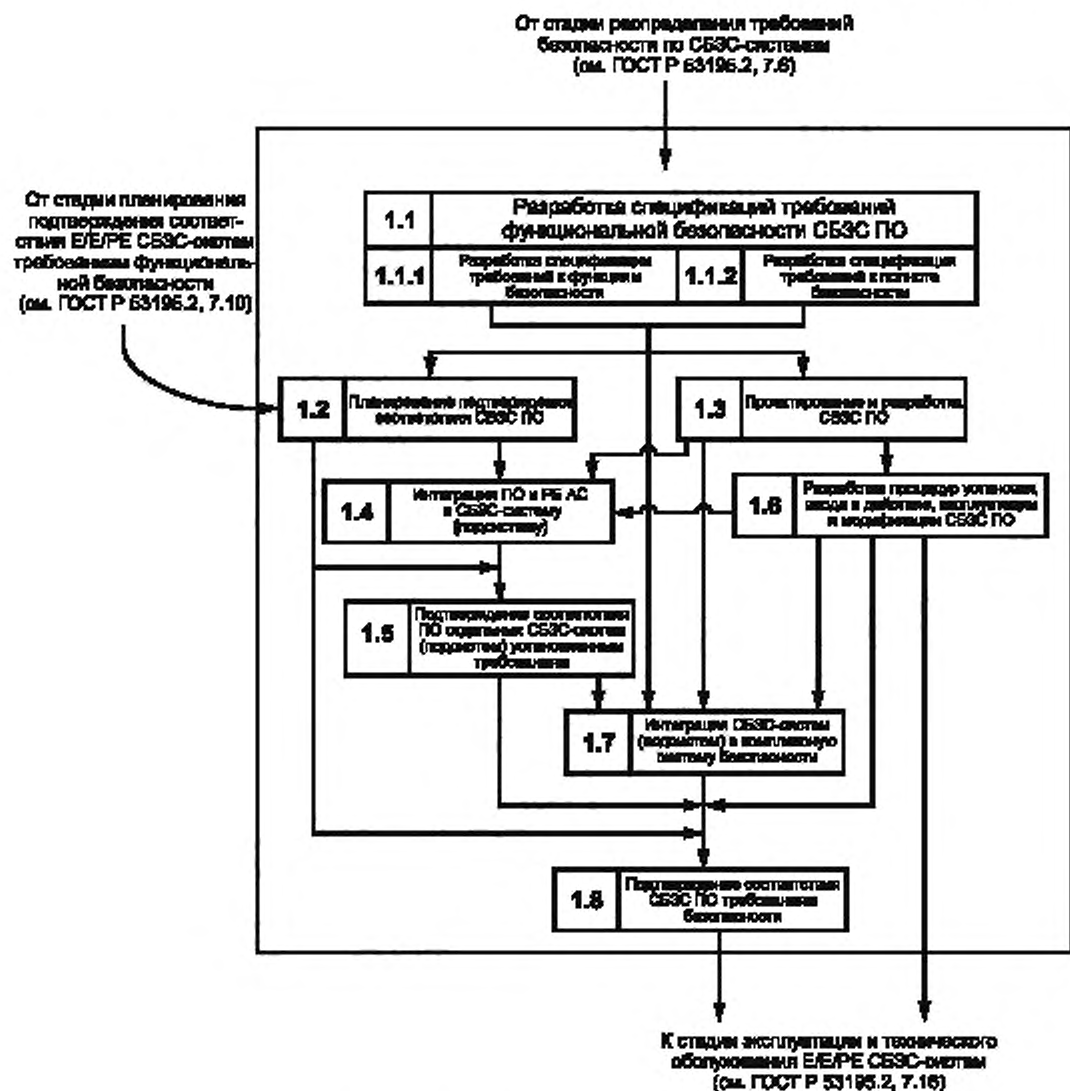 От стадии распределения требований
безопасности по СБЗС-системам
(см. ГОСТ Р 53195.2, 7.6)
От стадии планирования
подтверждения соответ-
ствия Е/Е/РЕ СБЗС-систем
требованиям функциональ-
ной безопасности
(см. ГОСТ Р 53195.2, 7.10)
1.1
Разработка спецификаций требований
функциональной безопасности СБЗС ПО
1.1.1
Разработка спецификации
требований к функциям
безопасности
1.1.2
Разработка спецификации
требований к полноте
безопасности
1.2
Планирование подтверждения
соответствия СБЗС ПО
1.3
Проектирование и разработка
СБЗС ПО
1.4
Интеграция ПО и РЕ АС
в СБЗС-систему
(подсистему)
1.6
Разработка процедур установки,
ввода в действие, эксплуатации
и модификации СБЗС ПО
1.5
Подтверждение соответствия
ПО отдельных СБЗС-систем
(подсистем) установленным
требованиям
1.7
Интеграция СБЗС-систем
(подсистем) в комплексную
систему безопасности
1.8
Подтверждение соответствия
СБЗС ПО требованиям
безопасности
К стадии эксплуатации и технического
обслуживания Е/Е/РЕ СБЗС-систем
(см. ГОСТ Р 53195.2, 7.16)